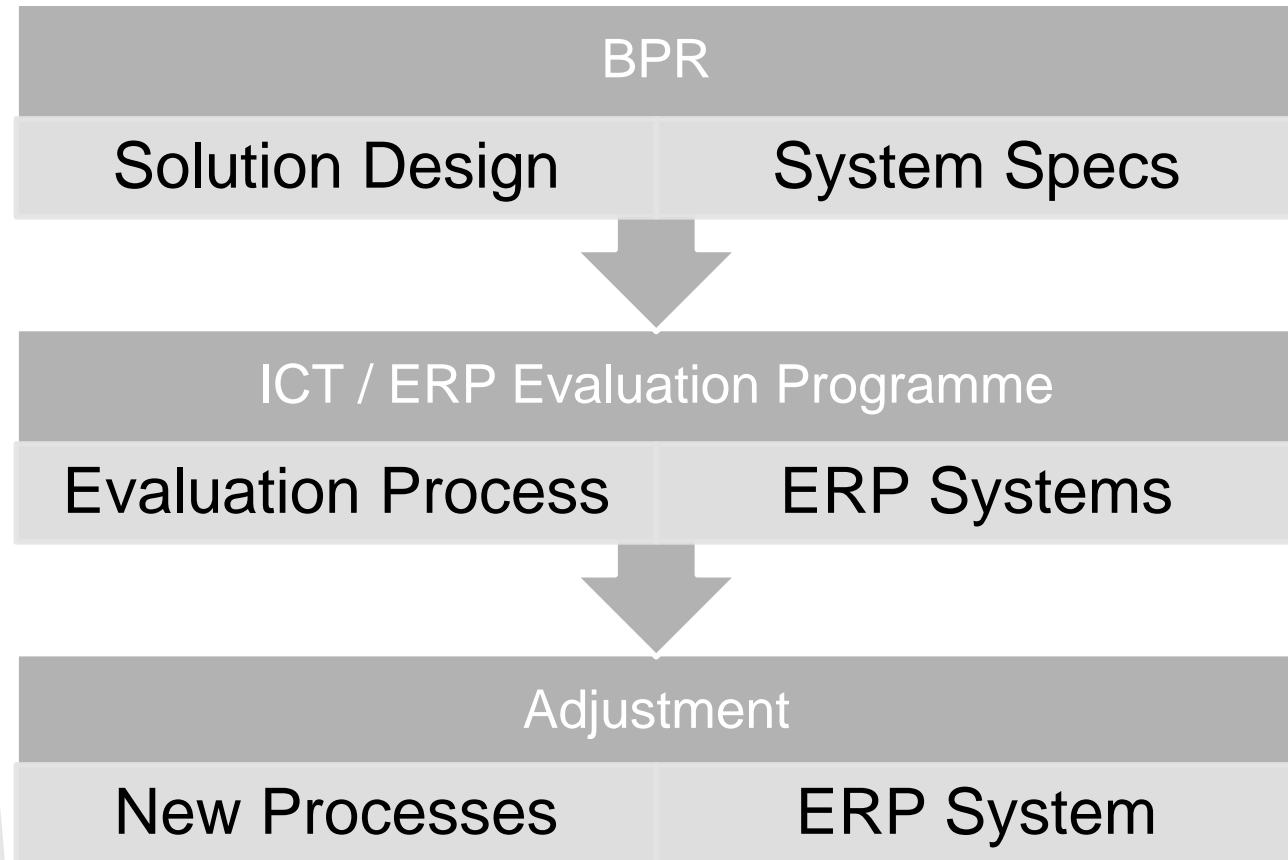 BPR
Solution Design System Specs
ICT / ERP Evaluation Programme
Evaluation Process ERP Systems
Adjustment
New Processes ERP System